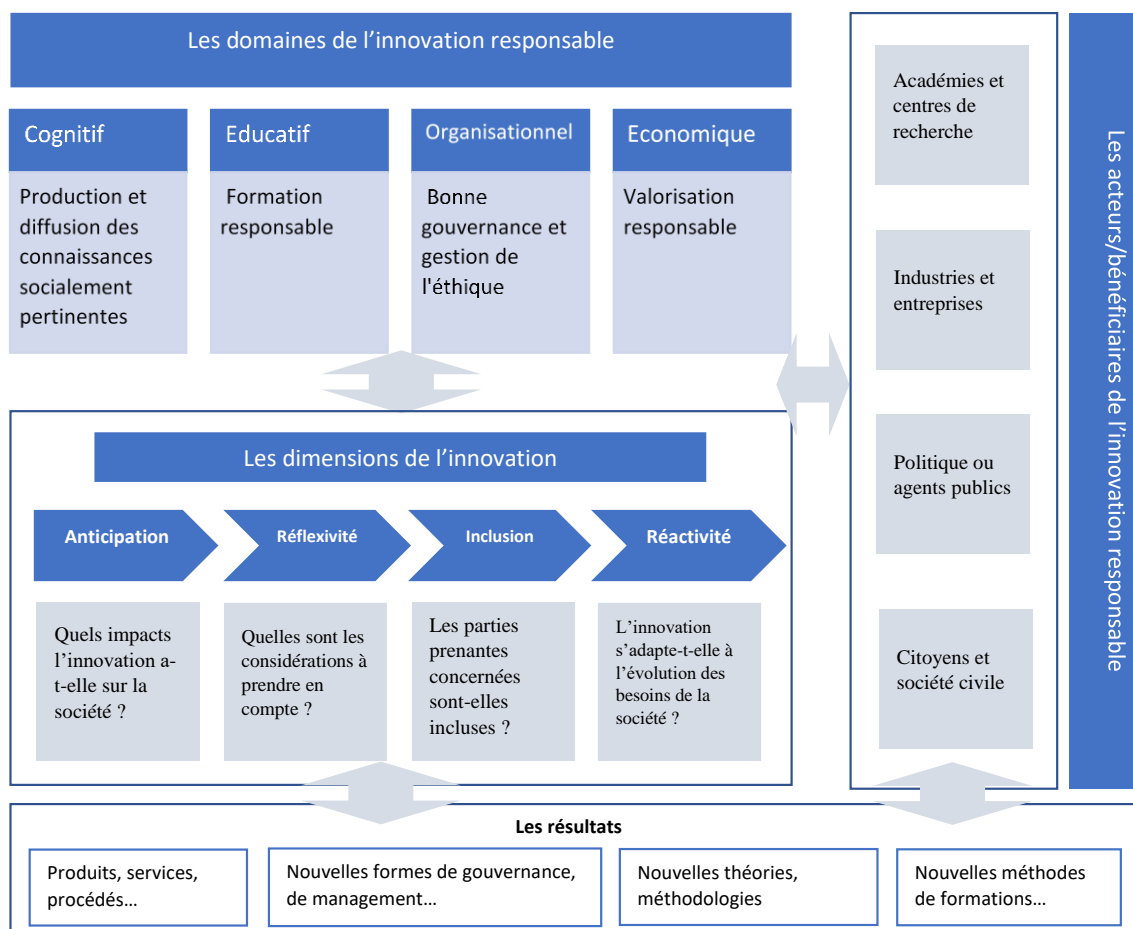 Les domaines de l’innovation responsable
Cognitif
Production et
diffusion des
connaissances
socialement
pertinentes
Educatif
Formation
responsable
Organisationnel
Bonne
gouvernance et
gestion de
l'éthique
Economique
Valorisation
responsable
Les dimensions de l’innovation
Anticipation
Réflexivité
Inclusion
Réactivité
Quels impacts
l’innovation a-
t-elle sur la
société ?
Quelles sont les
considérations à
prendre en
compte ?
Les parties
prenantes
concernées
sont-elles
incluses ?
L’innovation
s’adapte-t-elle à
l’évolution des
besoins de la
société ?
Académies et
centres de
recherche
Industries et
entreprises
Politique ou
agents publics
Citoyens et
société civile
Les acteurs/bénéficiaires de l’innovation responsable
Les résultats
Produits, services,
procédés…
Nouvelles formes de gouvernance,
de management…
Nouvelles théories,
méthodologies
Nouvelles méthodes
de formations…